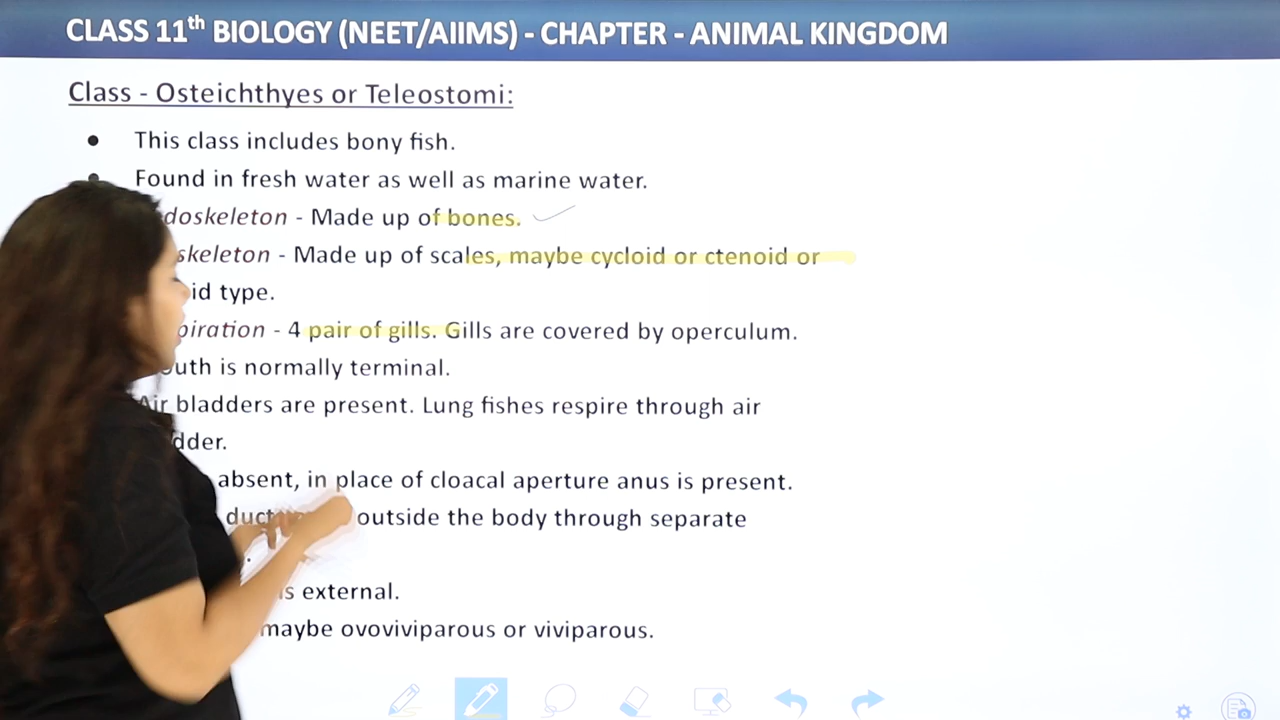 CLASS 11th BIOLOGY (NEET/AIIMS) - CHAPTER - ANIMAL KINGDOM
Class - Osteichthyes or Teleostomi:
This class includes bony fish.
Found in fresh water as well as marine water.
doskeleton - Made up of bones.
skeleton - Made up of scales, maybe cycloid or ctenoid or
id type.
piration - 4 pair of gills. Gills are covered by operculum.
uth is normally terminal.
Air bladders are present. Lung fishes respire through air
dder.
absent, in place of cloacal aperture anus is present.
duct outside the body through separate
is external.
maybe ovoviviparous or viviparous.